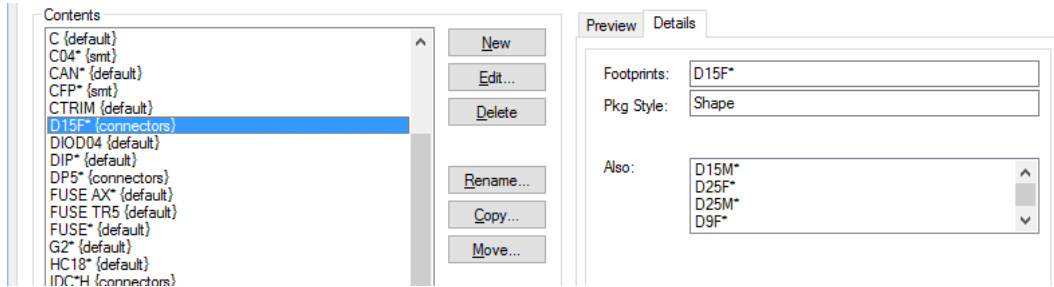 Contents
C {default}
C04* {smt}
CAN* {default}
CFP* {smt}
CTRIM {default}
D15F* {connectors}
DIOD04 {default}
DIP* {default}
DP5* {connectors}
FUSE AX* {default}
FUSE TR5 {default}
FUSE* {default}
G2* {default}
HC18* {default}
IDC*H {connectors}
New
Edit...
Delete
Rename...
Copy...
Move...
Preview Details
Footprints: D15F*
Pkg Style: Shape
Also: D15M*
D25F*
D25M*
D9F*